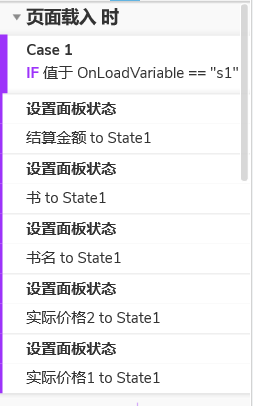 页面载入 时
Case 1
IF 值于 OnLoadVariable == "s1"
设置面板状态
结算金额 to State1
设置面板状态
书 to State1
设置面板状态
书名 to State1
设置面板状态
实际价格2 to State1
设置面板状态
实际价格1 to State1